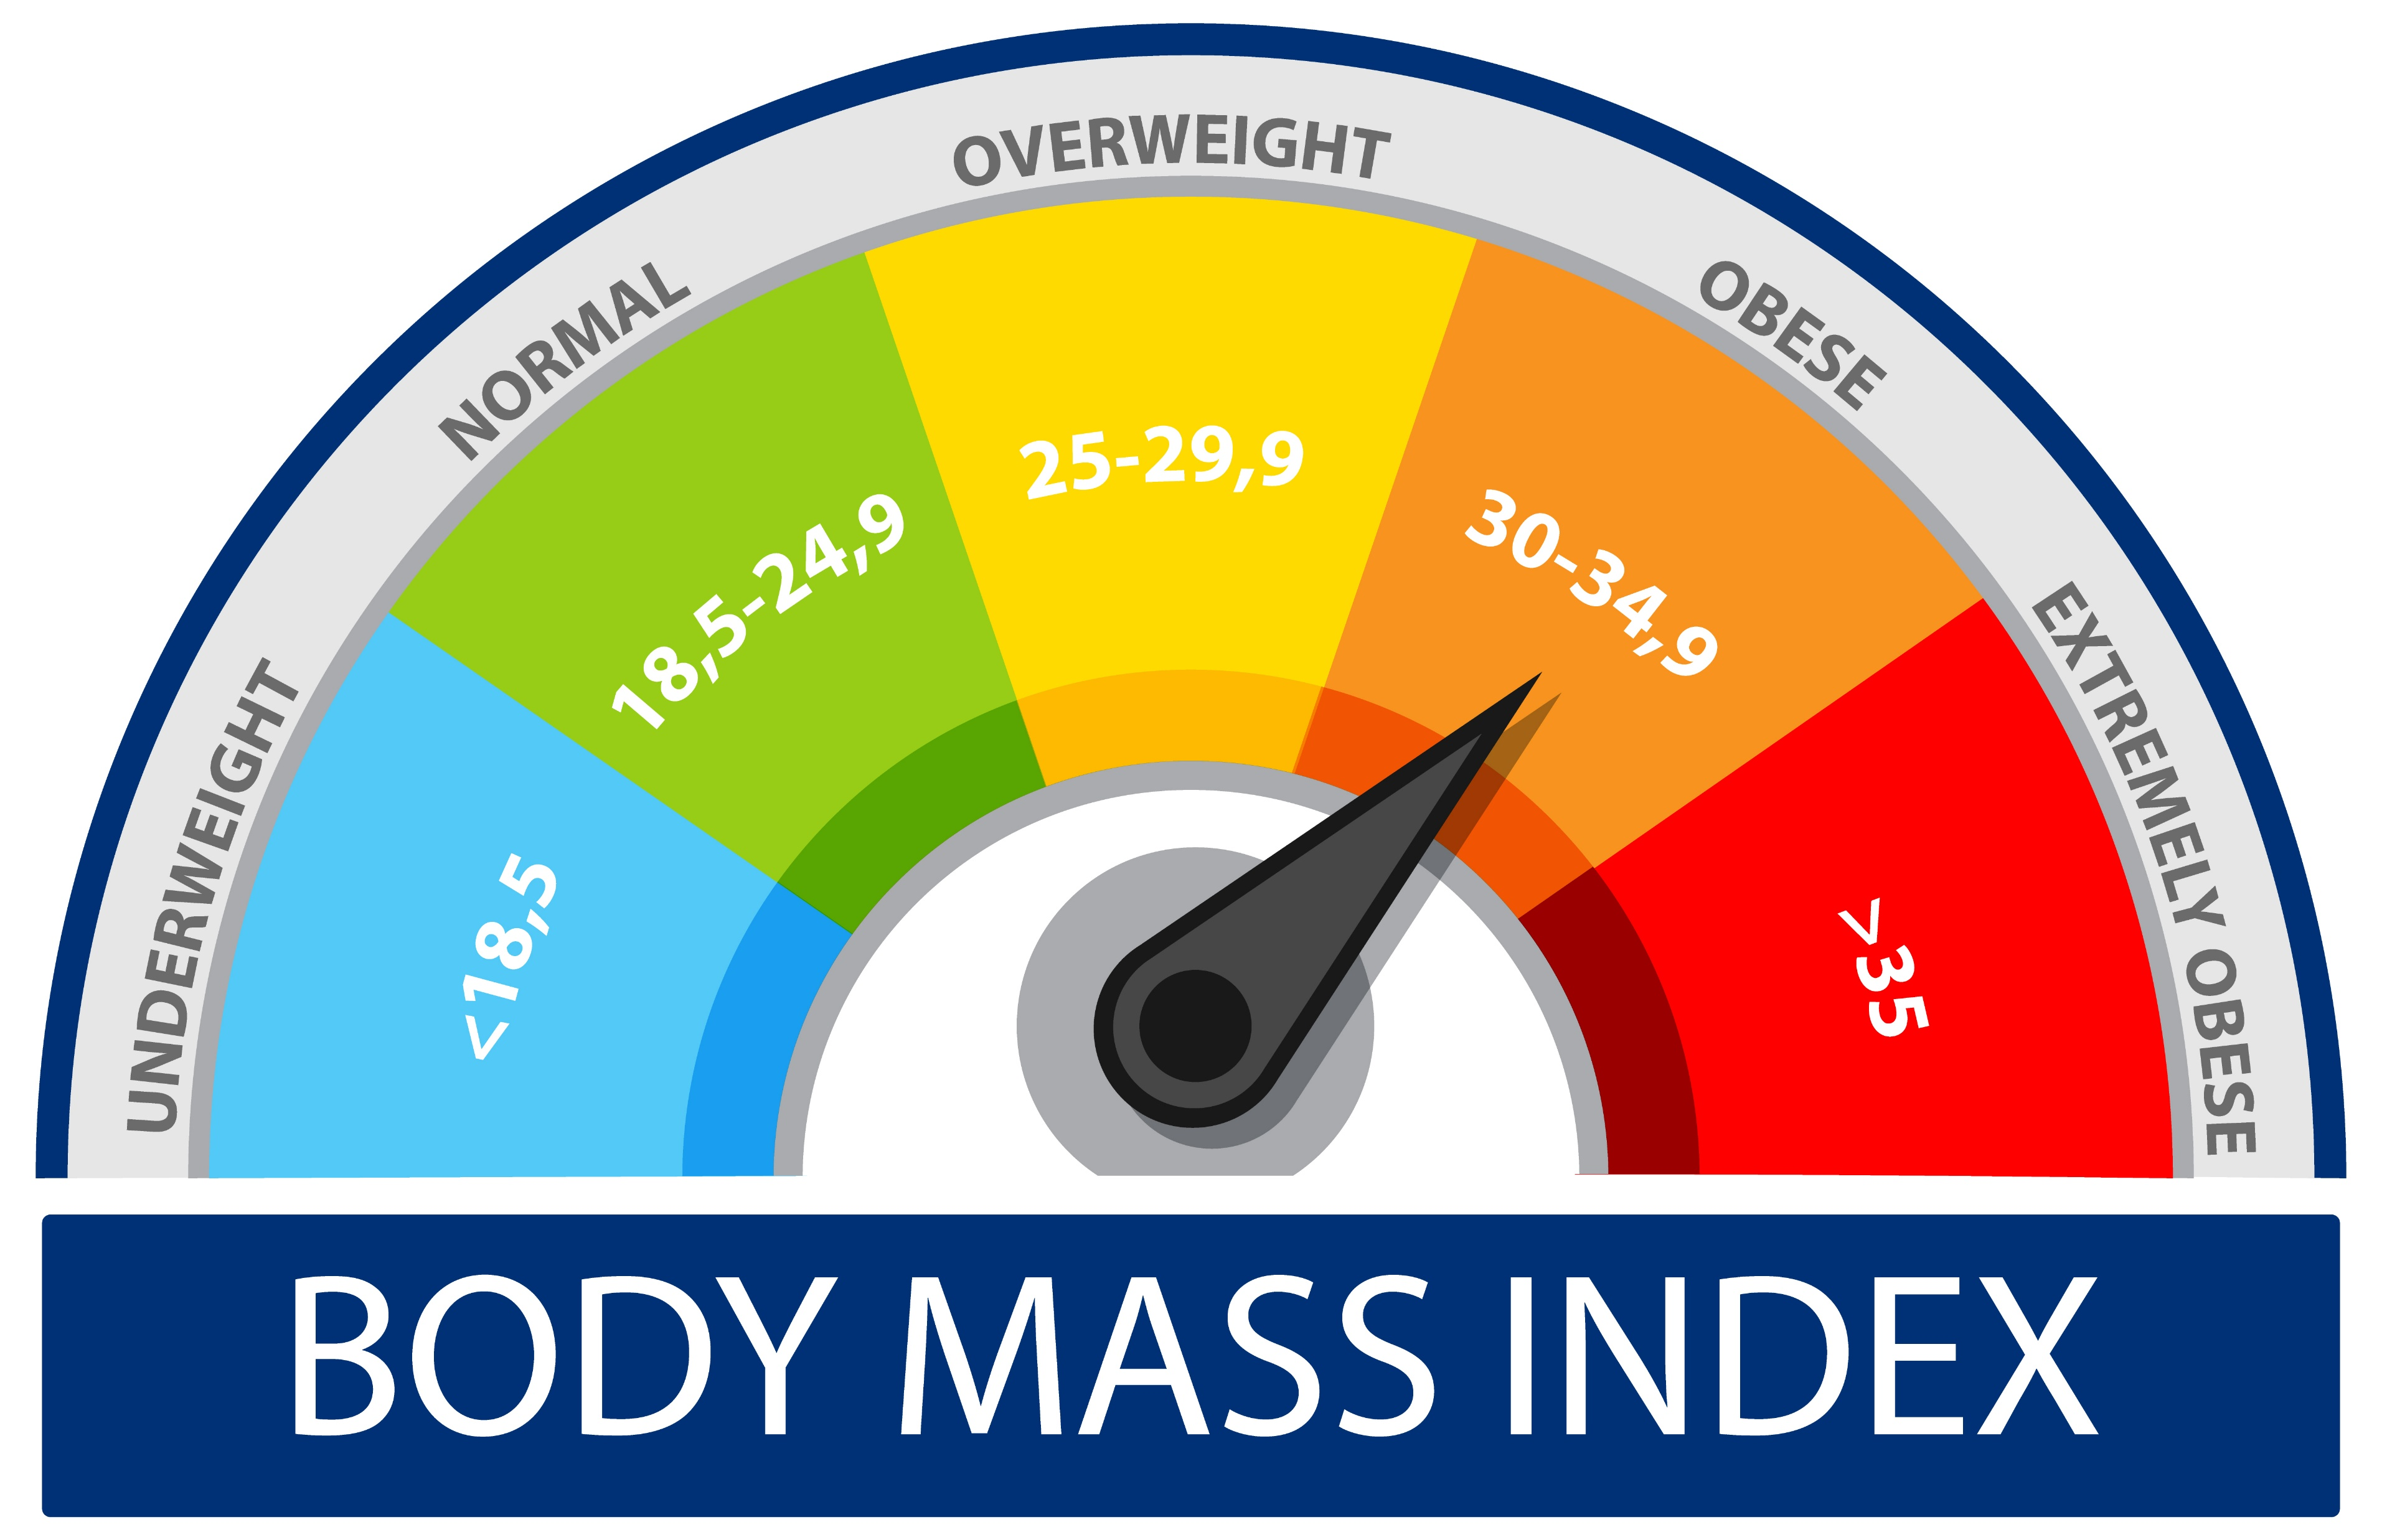 UNDERWEIGHT
NORMAL
OVERWEIGHT
OBESE
EXTREMELY OBESE
<18,5
18,5-24,9
25-29,9
30-34,9
>35
BODY MASS INDEX